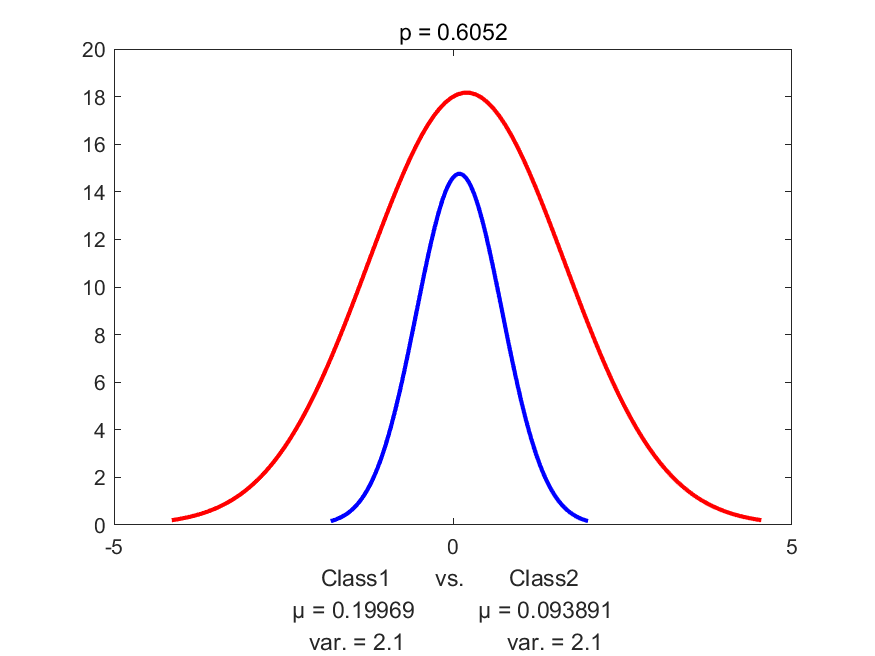 p = 0.6052
20
18
16
14
12
10
8
6
4
2
0
-5 0 5
Class1 vs. Class2
μ = 0.19969 μ = 0.093891
var. = 2.1 var. = 2.1